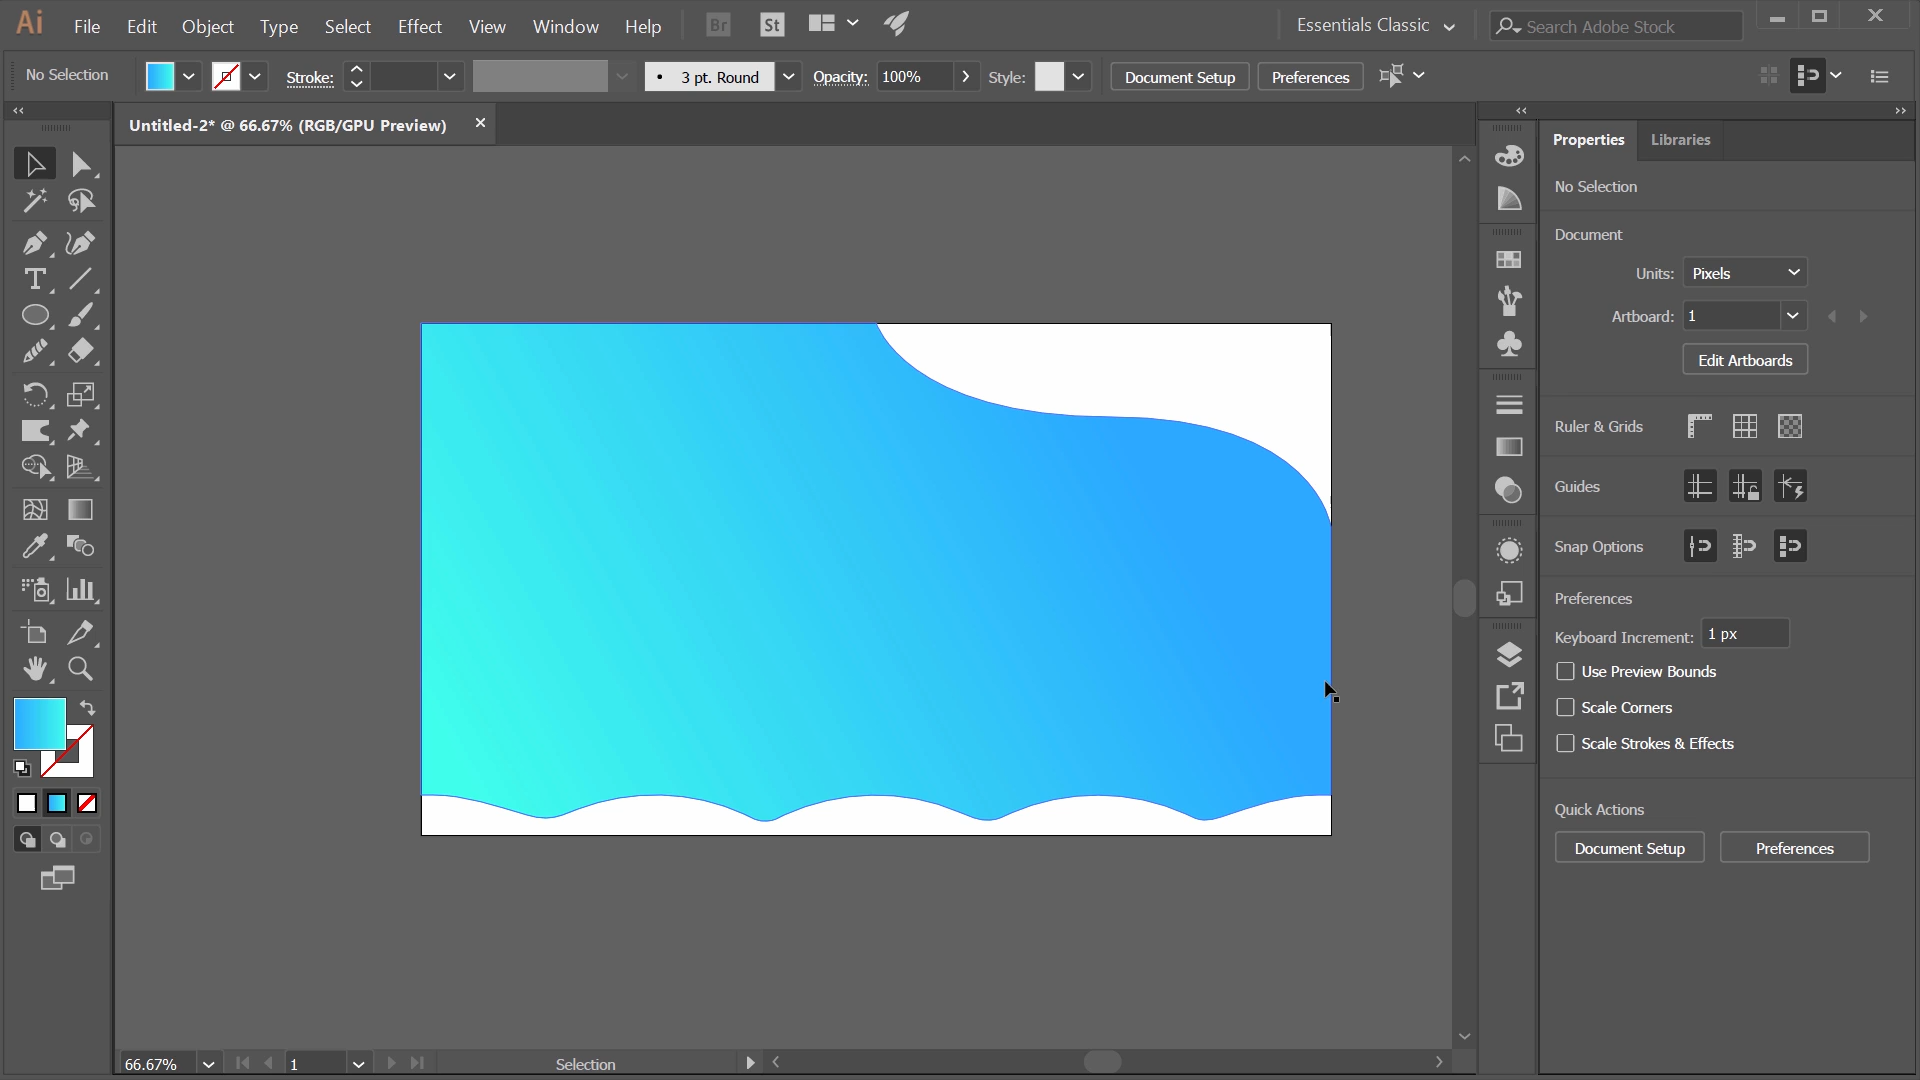 Ai File Edit Object Type Select Effect View Window Help Br St Essentials Classic Search Adobe Stock
No Selection Stroke: 3 pt. Round Opacity: 100% Style: Document Setup Preferences
Untitled-2* @ 66.67% (RGB/GPU Preview)
Properties Libraries
No Selection
Document
Units: Pixels
Artboard: 1
Edit Artboards
Ruler & Grids
Guides
Snap Options
Preferences
Keyboard Increment: 1 px
Use Preview Bounds
Scale Corners
Scale Strokes & Effects
Quick Actions
Document Setup Preferences
66.67% 1 Selection